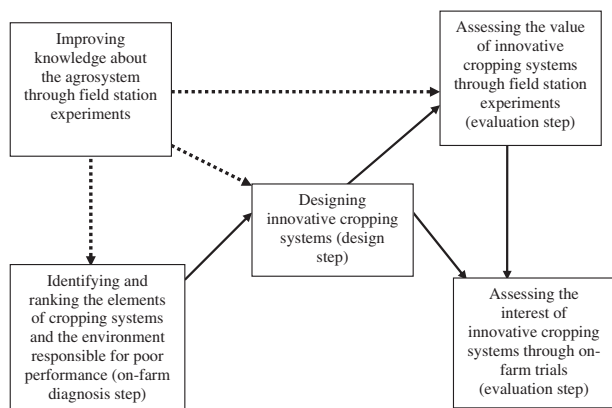 Improving
knowledge about
the agrosystem
through field station
experiments
Assessing the value
of innovative
cropping systems
through field station
experiments
(evaluation step)
Designing
innovative cropping
systems (design
step)
Identifying and
ranking the elements
of cropping systems
and the environment
responsible for poor
performance (on-farm
diagnosis step)
Assessing the
interest of
innovative cropping
systems through on-
farm trials
(evaluation step)